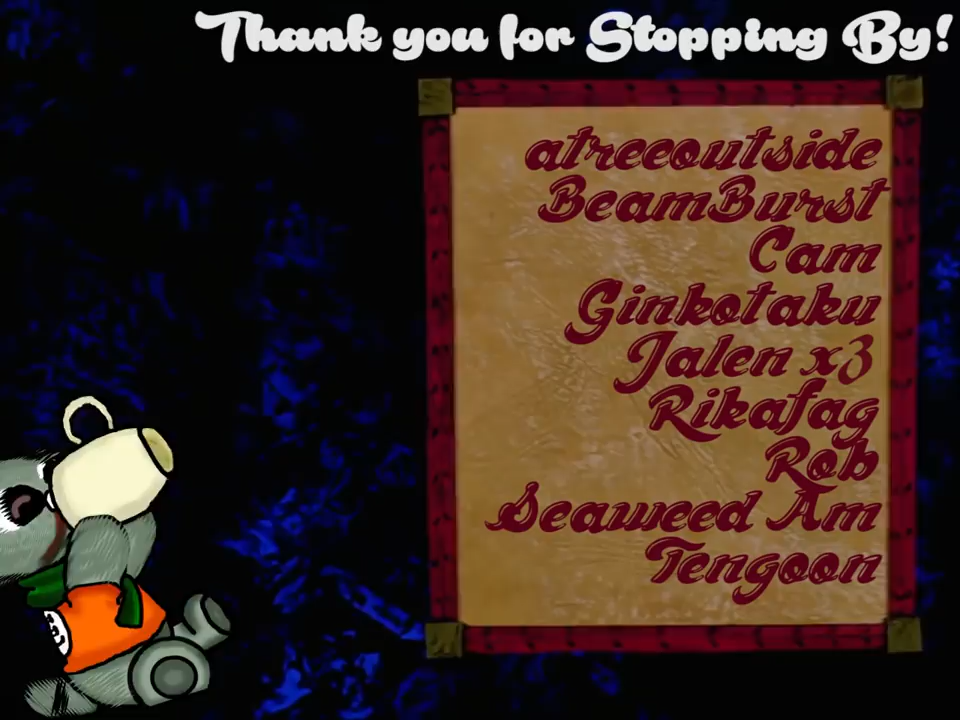 Thank you for Stopping By!
atreeoutside
BeamBurst
Cam
Ginkotaku
Jalen x3
Rikafag
Rob
Seaweed Am
Tengoon